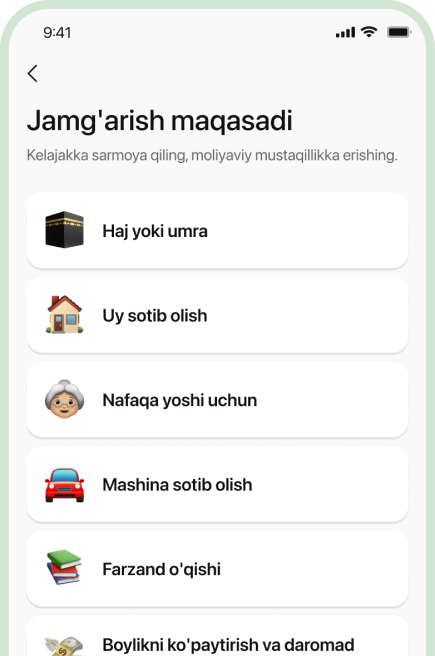 9:41
Jamg'arish maqasadi
Kelajakka sarmoya qiling, moliyaviy mustaqillikka erishing.
Haj yoki umra
Uy sotib olish
Nafaqa yoshi uchun
Mashina sotib olish
Farzand o'qishi
Boylikni ko'paytirish va daromad